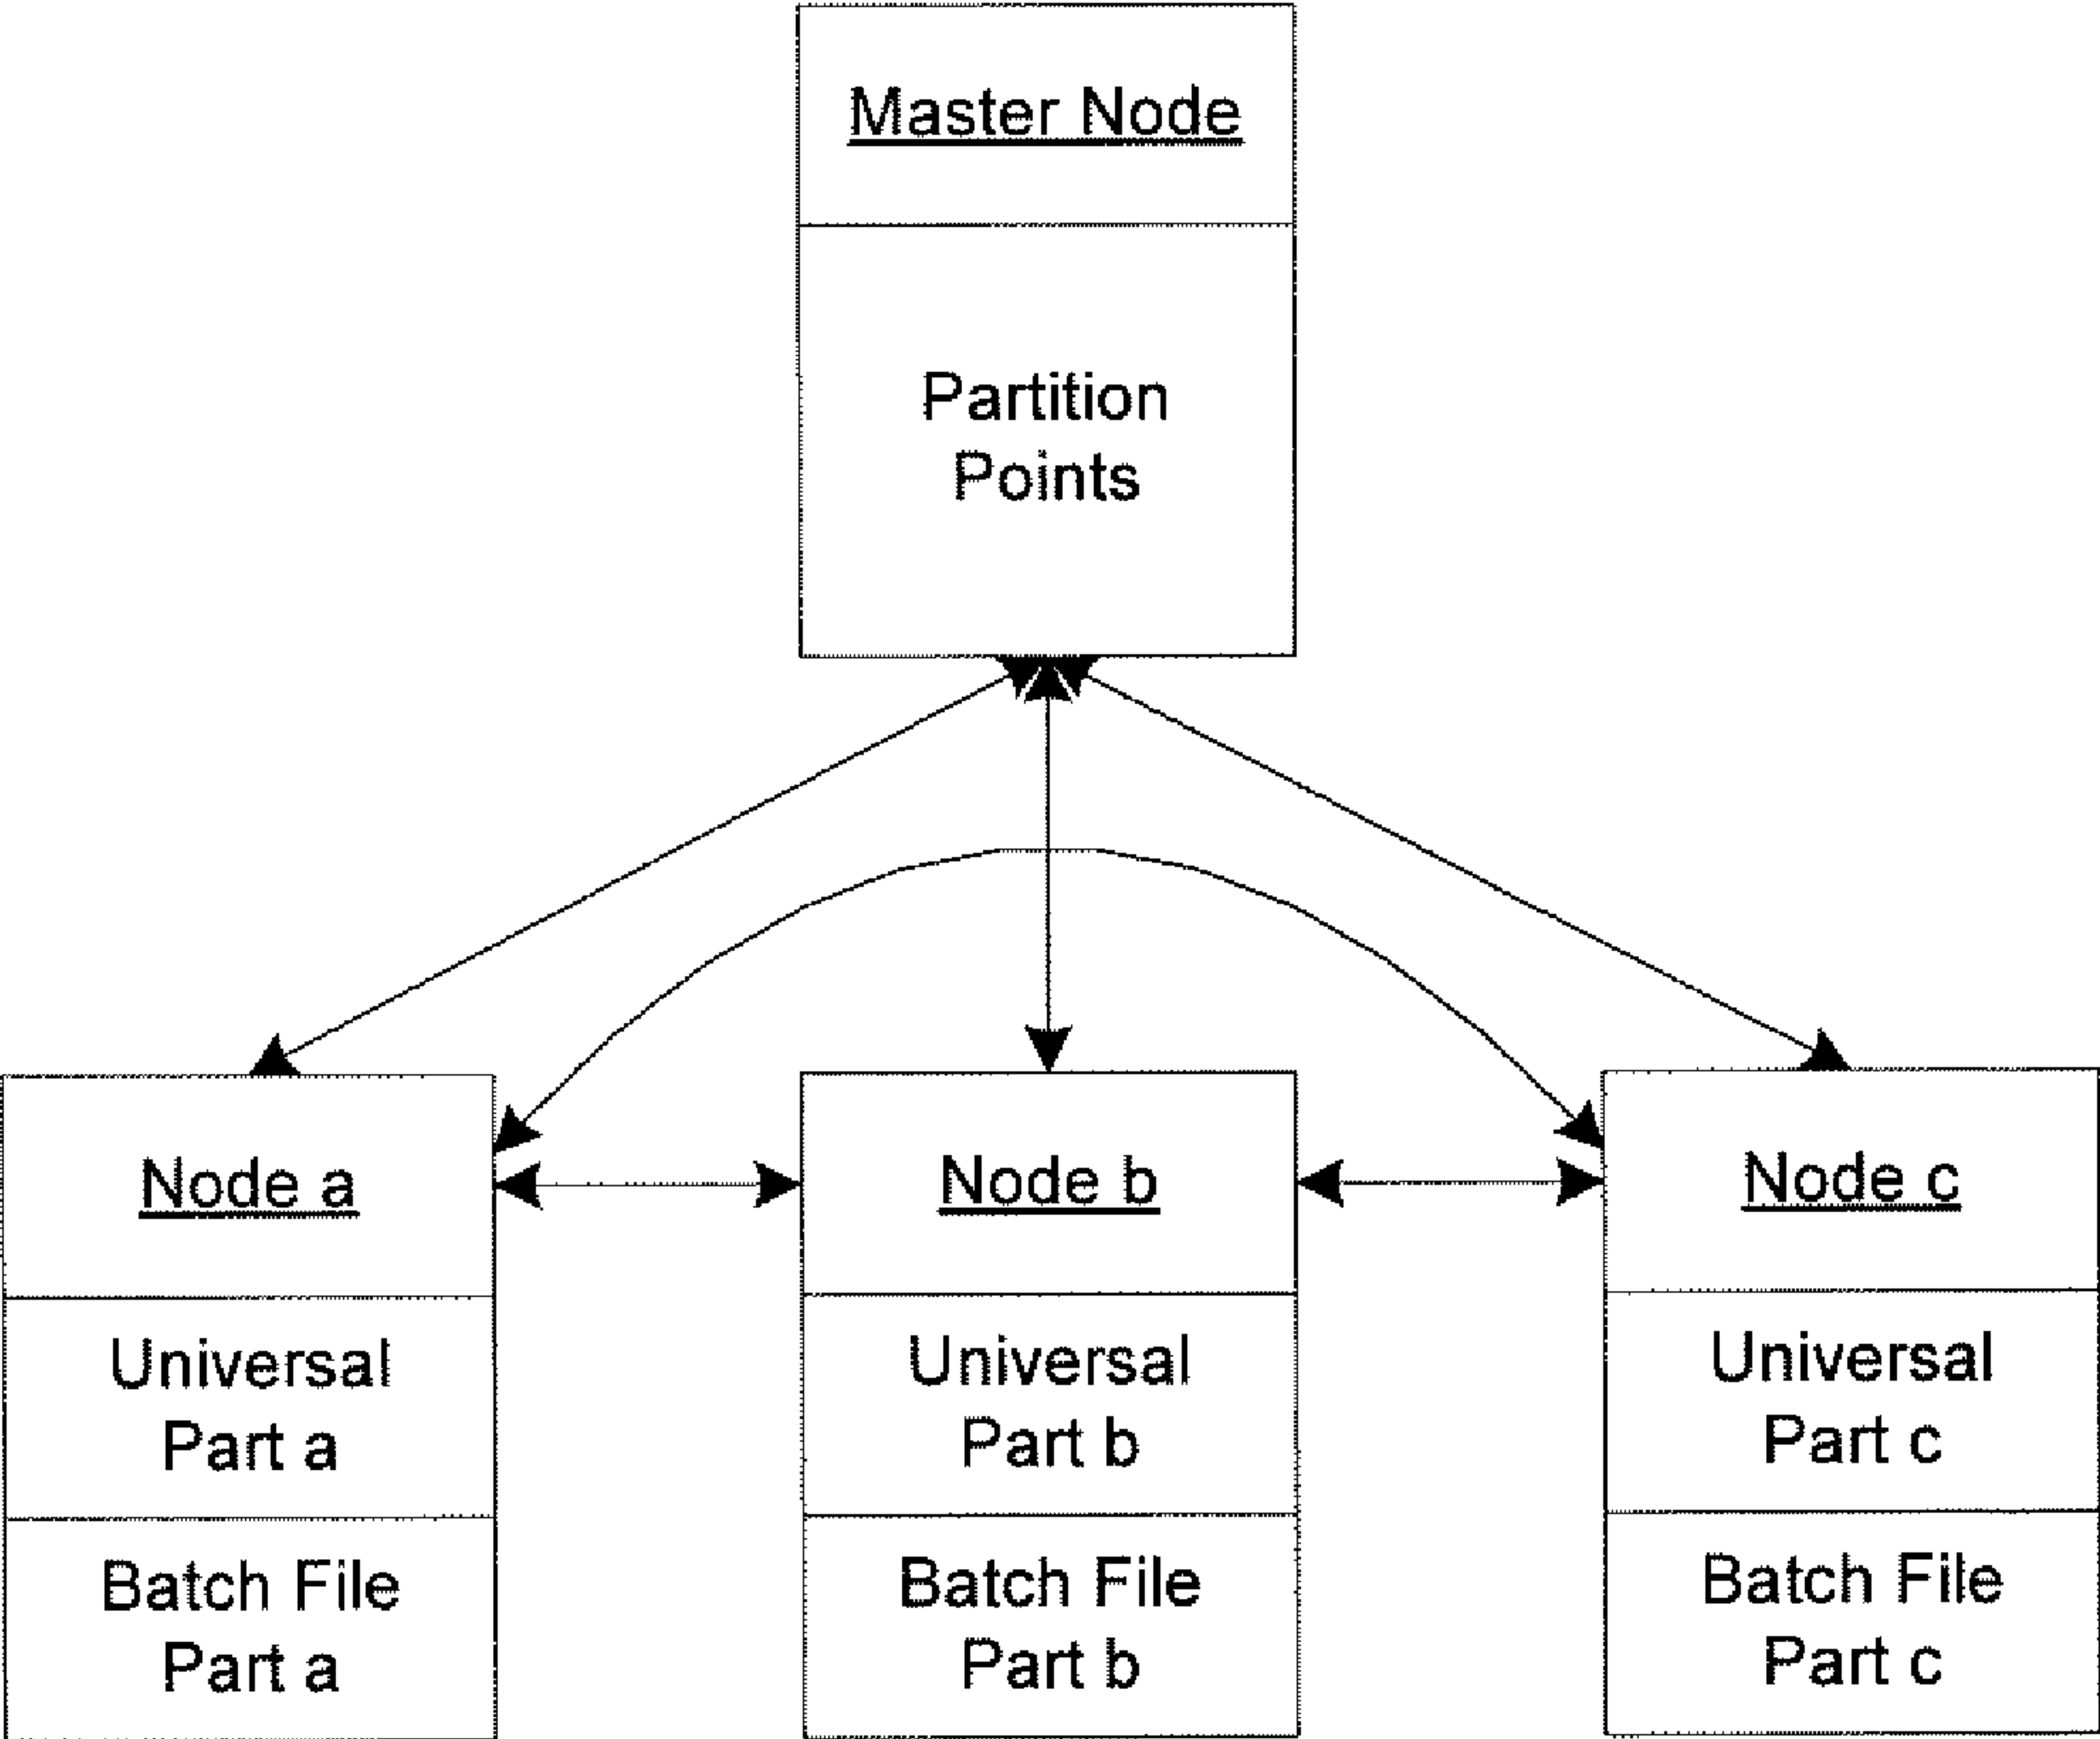 Master Node
Partition
Points
Node a
Universal
Part a
Batch File
Part a
Node b
Universal
Part b
Batch File
Part b
Node c
Universal
Part c
Batch File
Part c